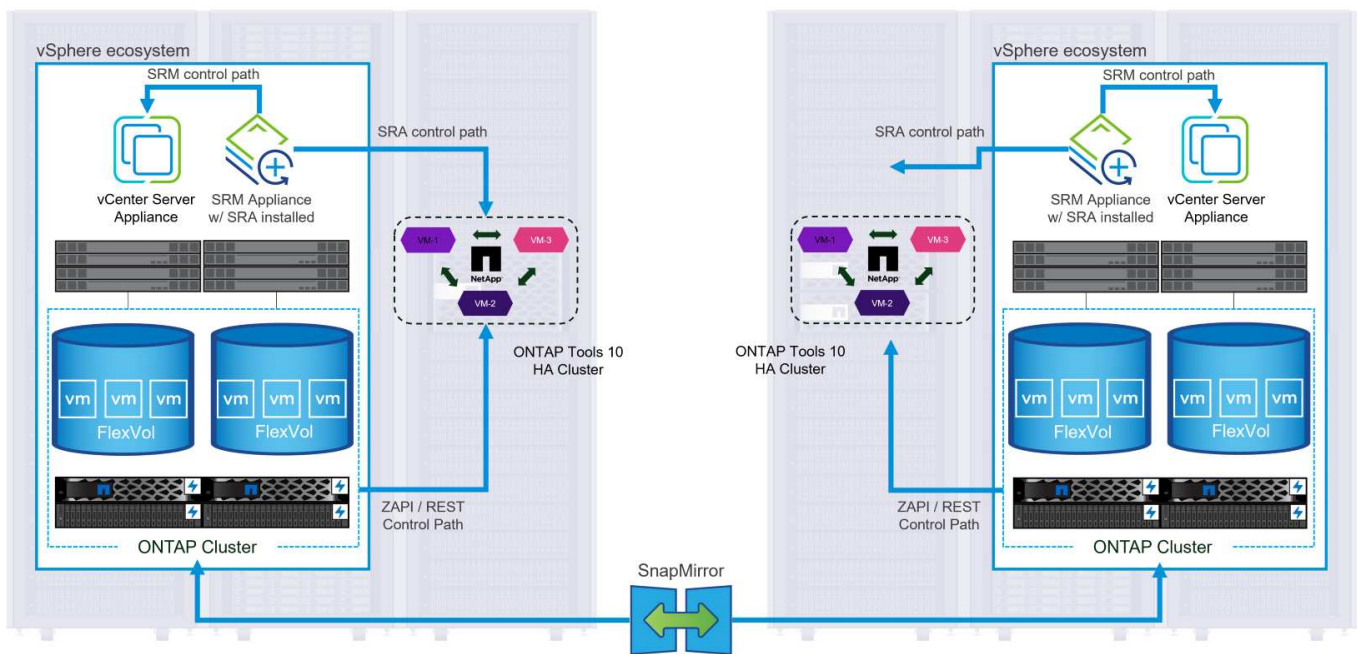 vSphere ecosystem
SRM control path
vCenter Server
Appliance
SRM Appliance
w/ SRA installed
SRA control path
VM-1
VM-3
NetApp
VM-2
ONTAP Tools 10
HA Cluster
vm vm vm
FlexVol
vm vm vm
FlexVol
ZAPI / REST
Control Path
ONTAP Cluster
SnapMirror
vSphere ecosystem
SRM control path
SRA control path
SRM Appliance
w/ SRA installed
vCenter Server
Appliance
VM-1
VM-3
NetApp
VM-2
ONTAP Tools 10
HA Cluster
vm vm vm
FlexVol
vm vm vm
FlexVol
ZAPI / REST
Control Path
ONTAP Cluster